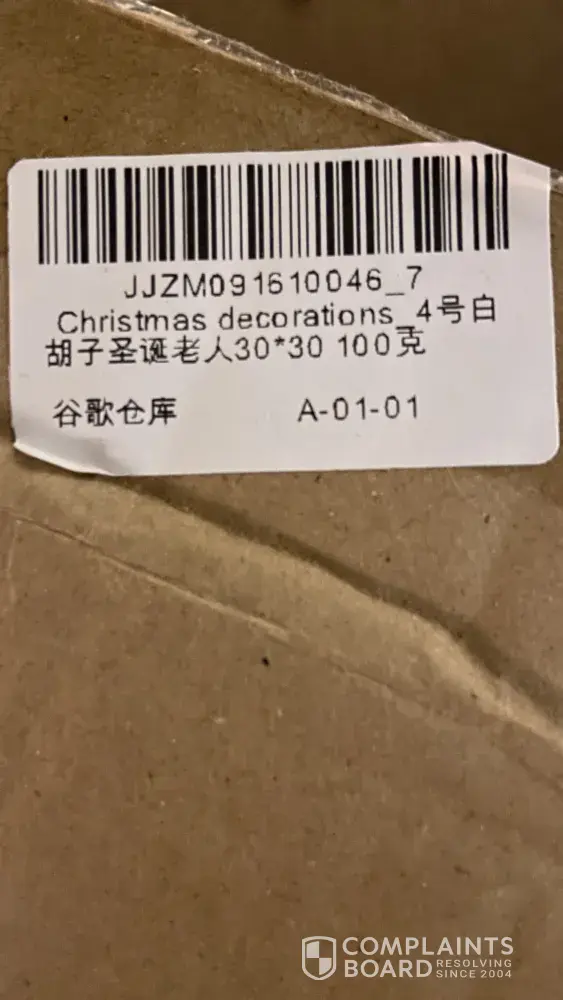 JJZM091610046_7
Christmas decorations_4号白
胡子圣诞老人30*30 100克
谷歌仓库 A-01-01
COMPLAINTS
BOARD RESOLVING
SINCE 2004